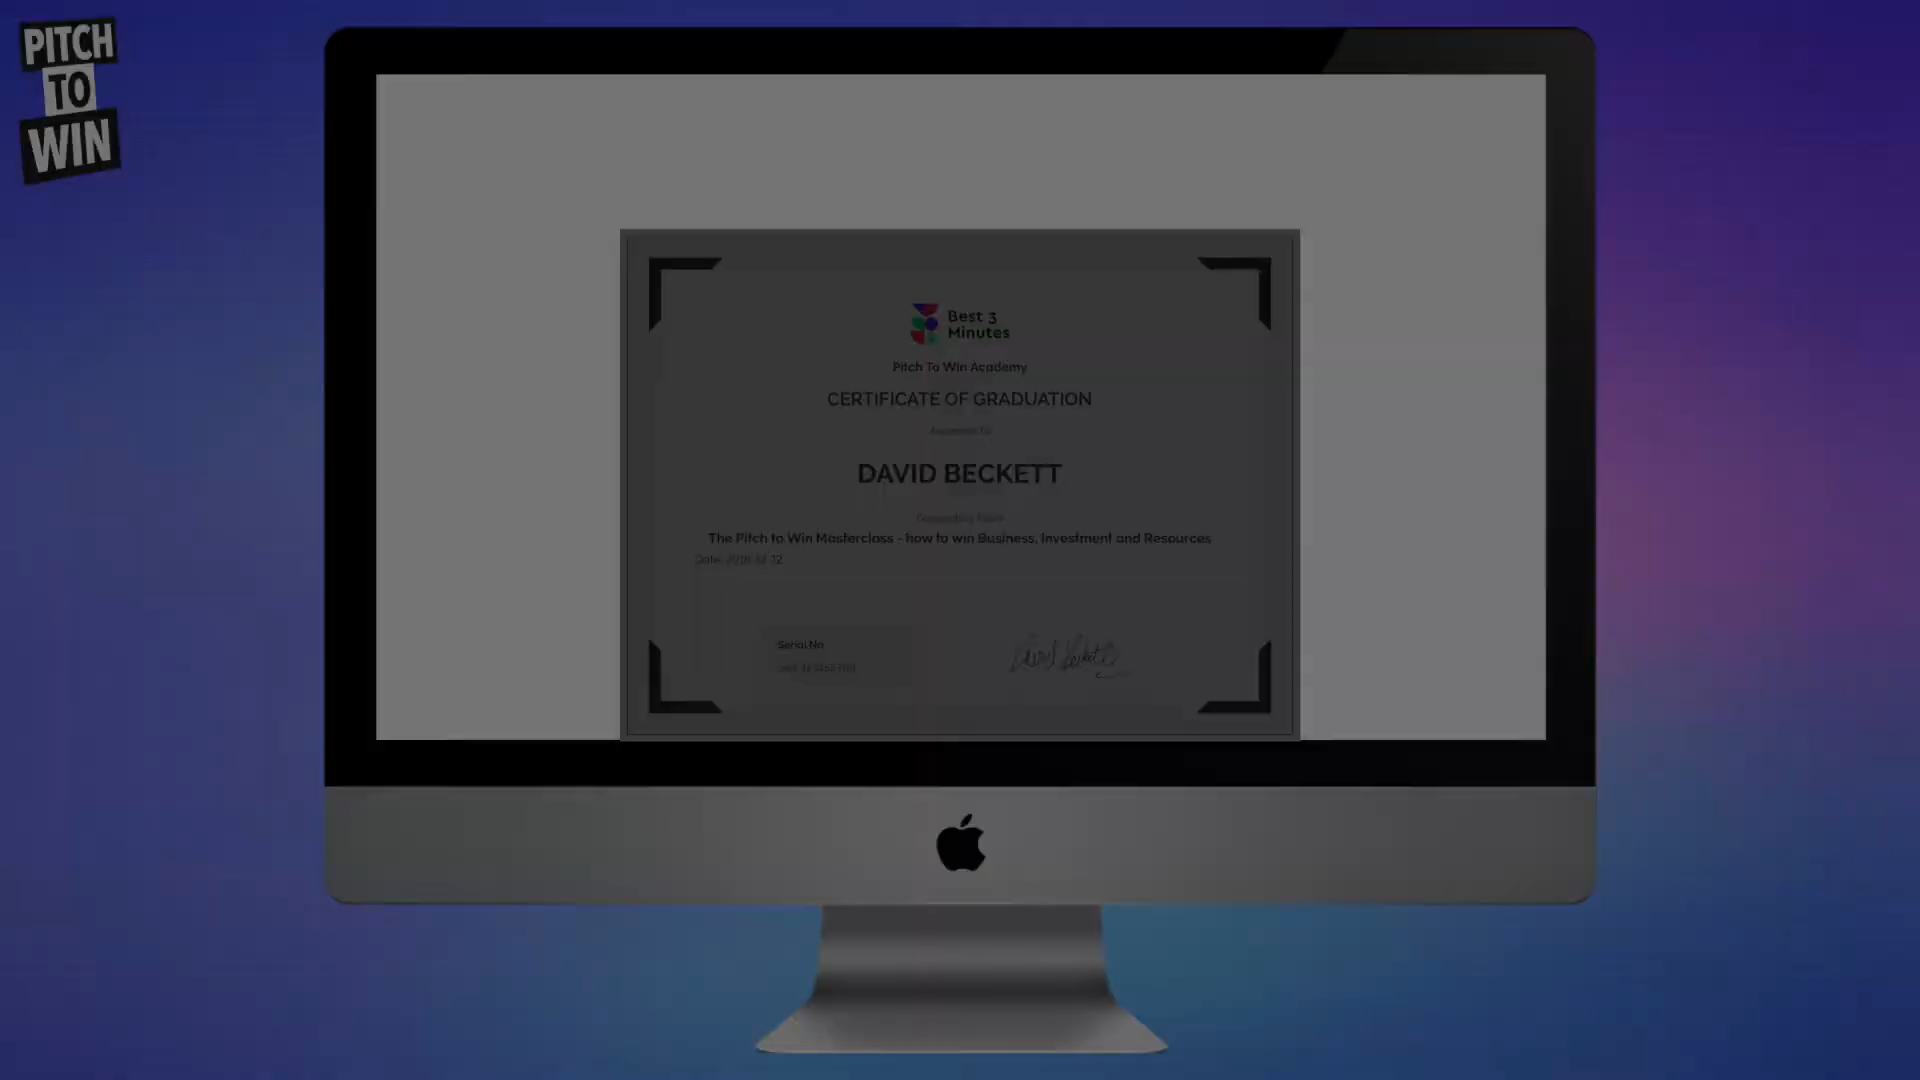 PITCH
TO
WIN
Best 3
Minutes
Pitch To Win Academy
CERTIFICATE OF GRADUATION
DAVID BECKETT
The Pitch to Win Masterclass - how to win Business, Investment and Resources
Date:
Serial No